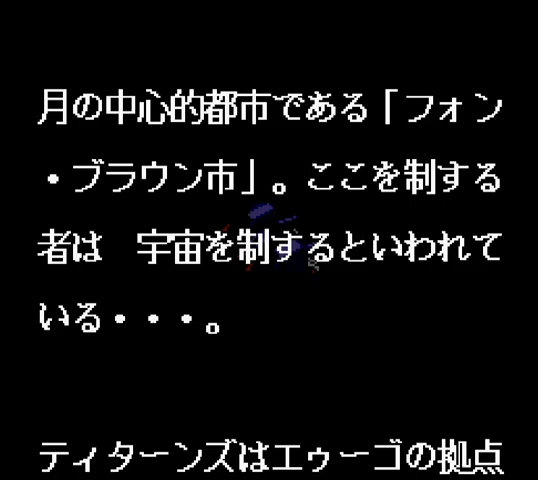 月の中心的都市である「フォン
・ブラウン市」。ここを制する
者は　宇宙を制するといわれて
いる・・・。
ティターンズはエゥーゴの拠点